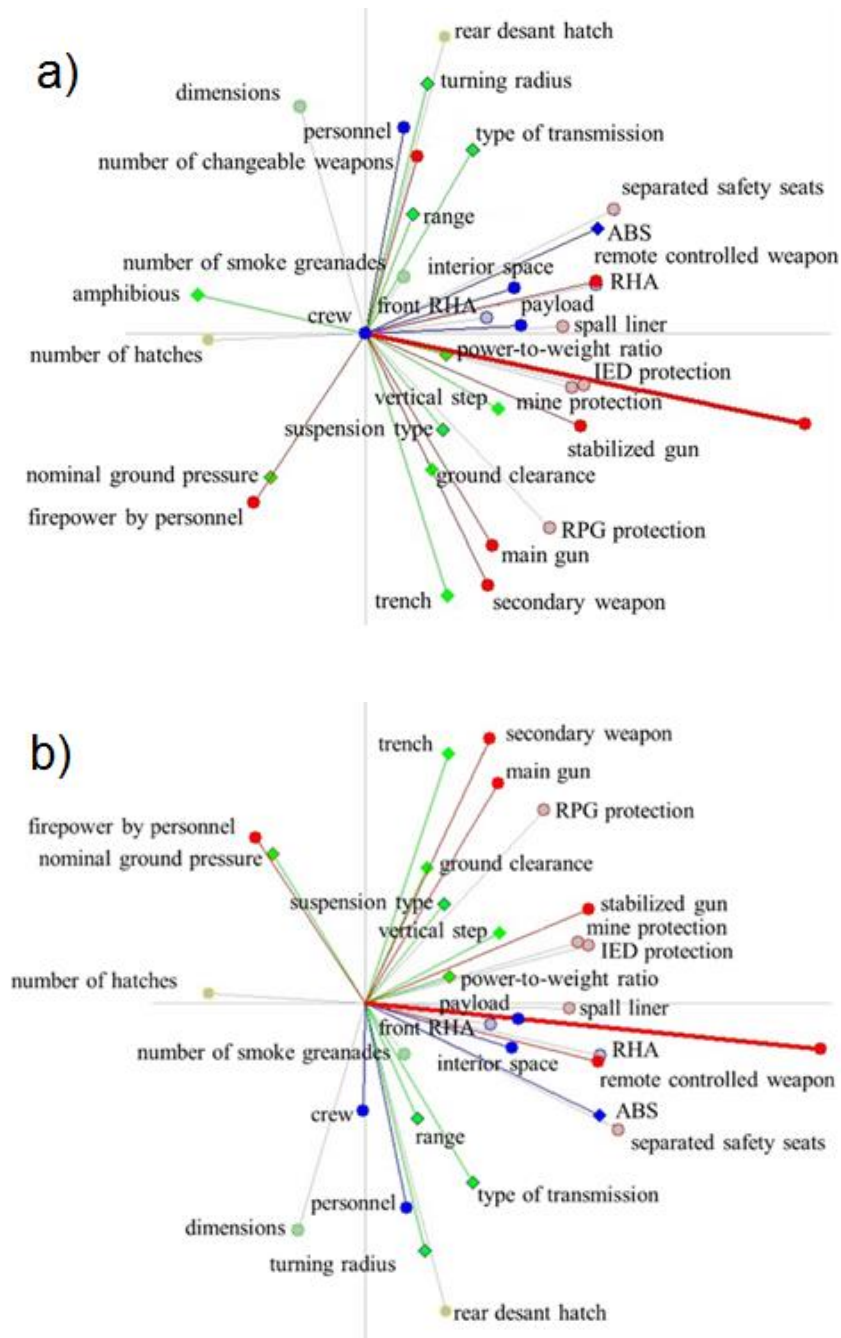 a)
rear desant hatch
turning radius
dimensions
personnel
type of transmission
number of changeable weapons
separated safety seats
range
ABS
remote controlled weapon
number of smoke greanades
interior space
RHA
amphibious
front RHA
payload
crew
spall liner
number of hatches
power-to-weight ratio
IED protection
vertical step
mine protection
suspension type
stabilized gun
nominal ground pressure
ground clearance
firepower by personnel
RPG protection
main gun
trench
secondary weapon
b)
secondary weapon
trench
main gun
RPG protection
firepower by personnel
nominal ground pressure
ground clearance
suspension type
stabilized gun
vertical step
mine protection
IED protection
number of hatches
power-to-weight ratio
payload
spall liner
front RHA
number of smoke greanades
RHA
interior space
remote controlled weapon
crew
ABS
range
separated safety seats
personnel
type of transmission
dimensions
turning radius
rear desant hatch